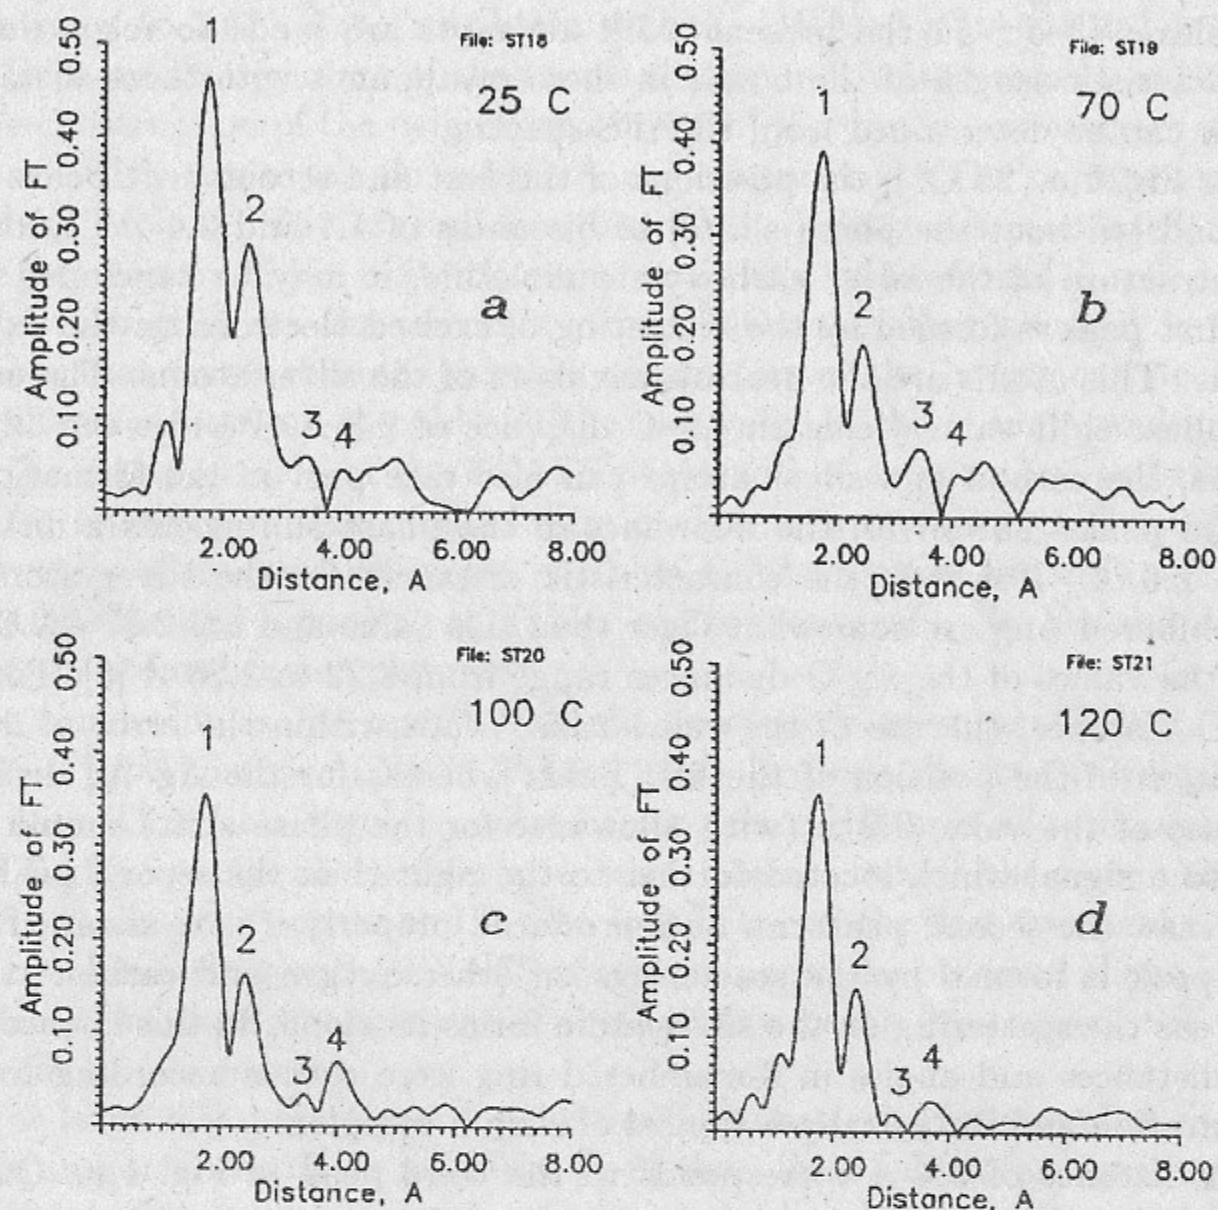 File: ST18
25 C
1
2
3
4
a
Amplitude of FT
0.50
0.40
0.30
0.20
0.10
2.00 4.00 6.00 8.00
Distance, A
File: ST19
70 C
1
2
3
4
b
Amplitude of FT
0.50
0.40
0.30
0.20
0.10
2.00 4.00 6.00 8.00
Distance, A
File: ST20
100 C
1
2
3
4
c
Amplitude of FT
0.50
0.40
0.30
0.20
0.10
2.00 4.00 6.00 8.00
Distance, A
File: ST21
120 C
1
2
3
4
d
Amplitude of FT
0.50
0.40
0.30
0.20
0.10
2.00 4.00 6.00 8.00
Distance, A